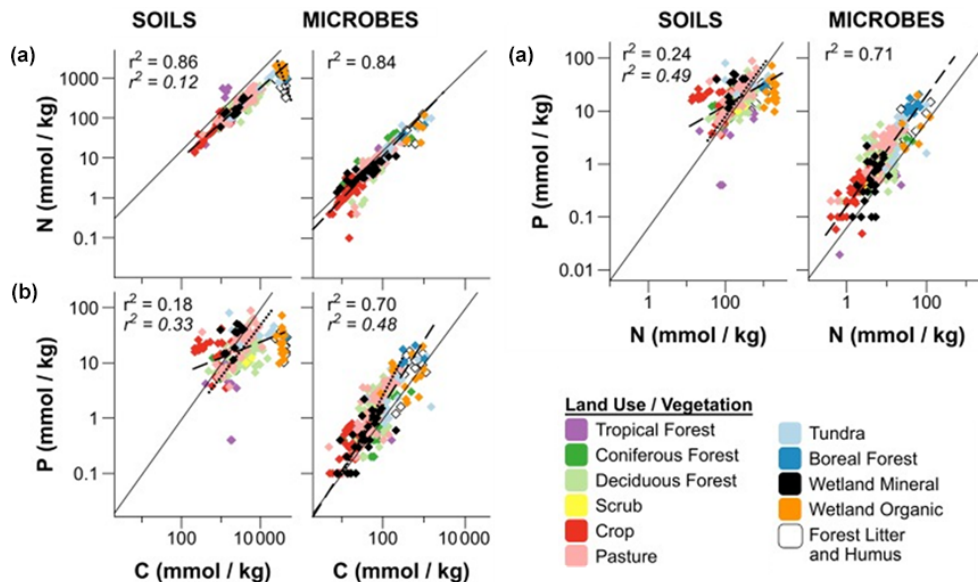 SOILS
MICROBES
(a)
r² = 0.86
r² = 0.12
r² = 0.84
1000
100
10
1
0.1
N (mmol / kg)
(b)
r² = 0.18
r² = 0.33
r² = 0.70
r² = 0.48
100
10
1
0.1
P (mmol / kg)
100
10000
100
10000
C (mmol / kg)
C (mmol / kg)
SOILS
MICROBES
(a)
r² = 0.24
r² = 0.49
r² = 0.71
100
10
1
0.1
0.01
P (mmol / kg)
1
100
1
100
N (mmol / kg)
N (mmol / kg)
Land Use / Vegetation
Tropical Forest
Coniferous Forest
Deciduous Forest
Scrub
Crop
Pasture
Tundra
Boreal Forest
Wetland Mineral
Wetland Organic
Forest Litter
and Humus